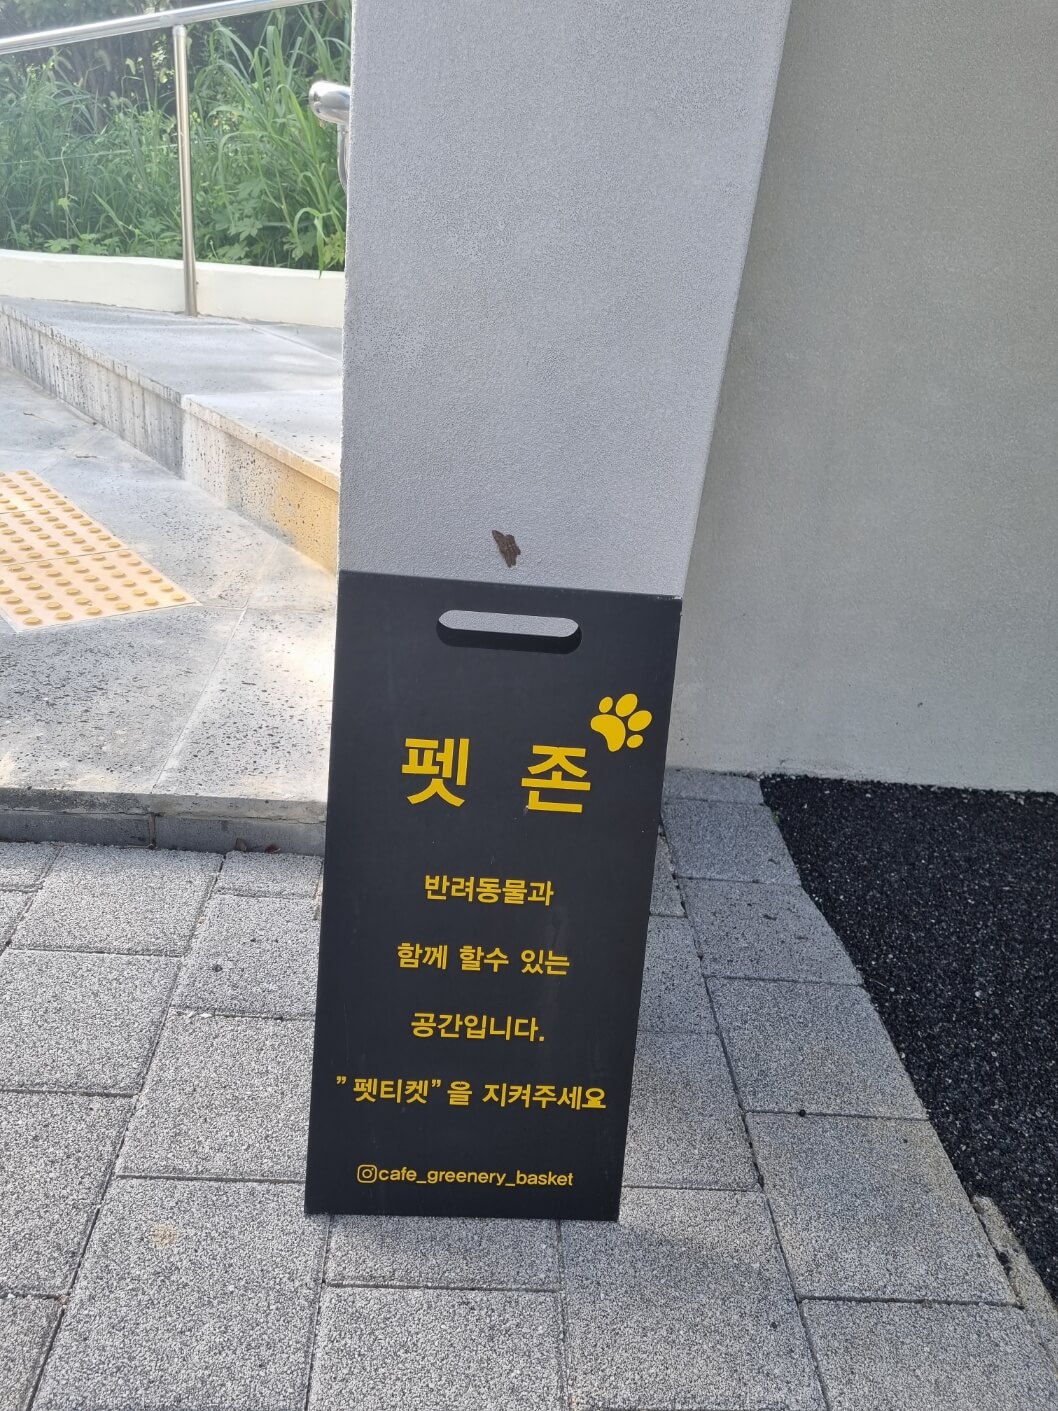 펫 존
반려동물과
함께 할수 있는
공간입니다.
”펫티켓”을 지켜주세요
cafe_greenery_basket